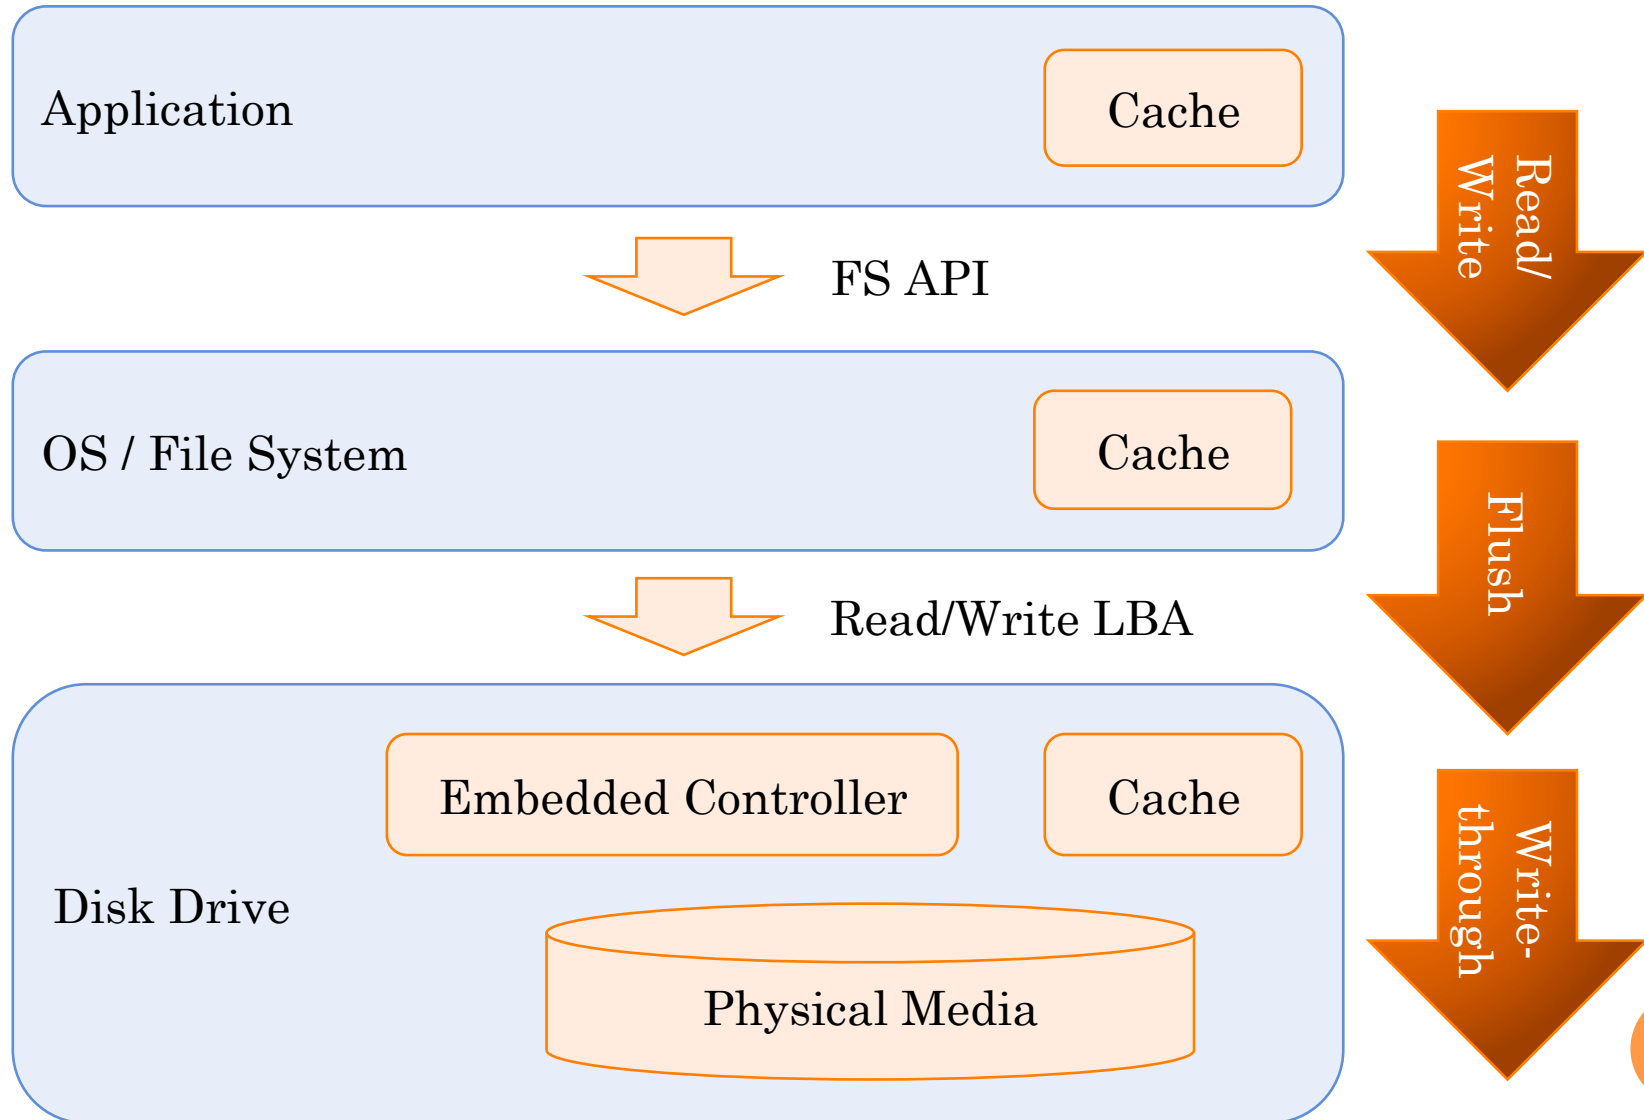 Application
Cache
Read/
Write
FS API
OS / File System
Cache
Flush
Read/Write LBA
Embedded Controller
Cache
Write-
through
Disk Drive
Physical Media